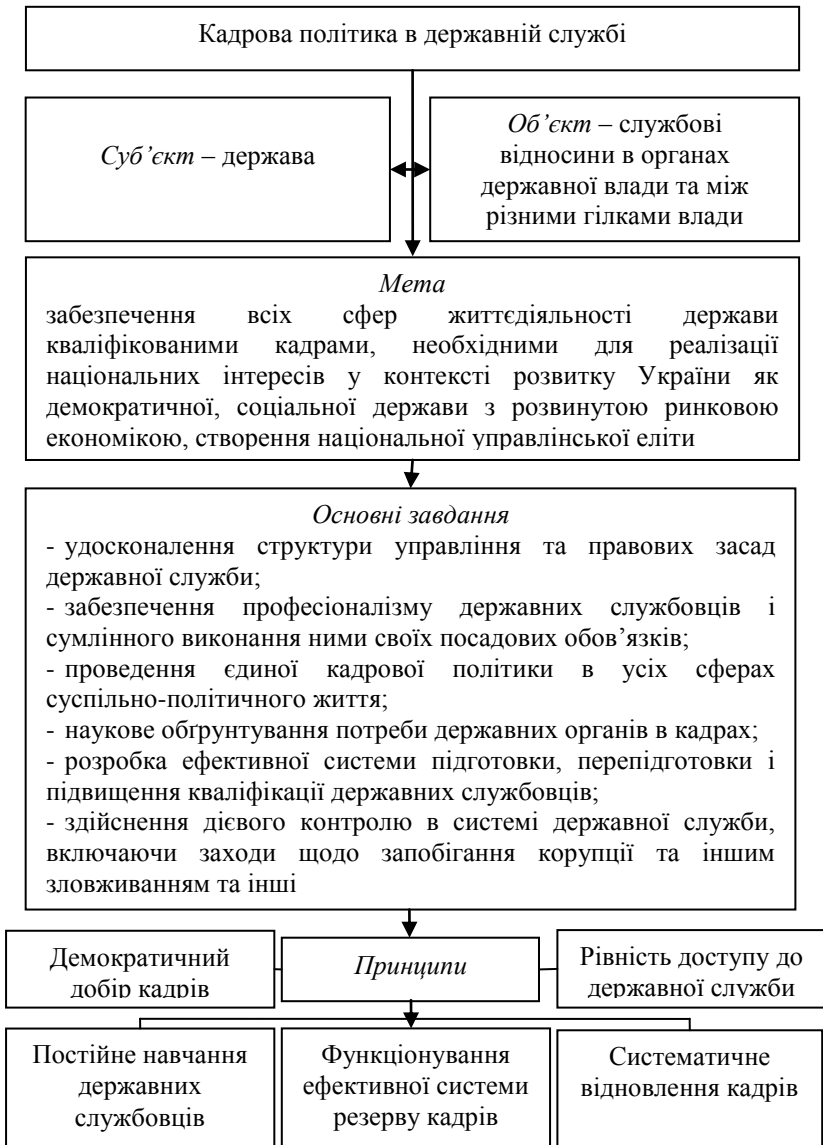 Кадрова політика в державній службі
Суб’єкт – держава
Об’єкт – службові
відносини в органах
державної влади та між
різними гілками влади
Мета
забезпечення всіх сфер життєдіяльності держави
кваліфікованими кадрами, необхідними для реалізації
національних інтересів у контексті розвитку України як
демократичної, соціальної держави з розвинутою ринковою
економікою, створення національної управлінської еліти
Основні завдання
- удосконалення структури управління та правових засад
державної служби;
- забезпечення професіоналізму державних службовців і
сумлінного виконання ними своїх посадових обов’язків;
- проведення єдиної кадрової політики в усіх сферах
суспільно-політичного життя;
- наукове обґрунтування потреби державних органів в кадрах;
- розробка ефективної системи підготовки, перепідготовки і
підвищення кваліфікації державних службовців;
- здійснення дієвого контролю в системі державної служби,
включаючи заходи щодо запобігання корупції та іншим
зловживанням та інші
Демократичний
добір кадрів
Принципи
Рівність доступу до
державної служби
Постійне навчання
державних
службовців
Функціонування
ефективної системи
резерву кадрів
Систематичне
відновлення кадрів